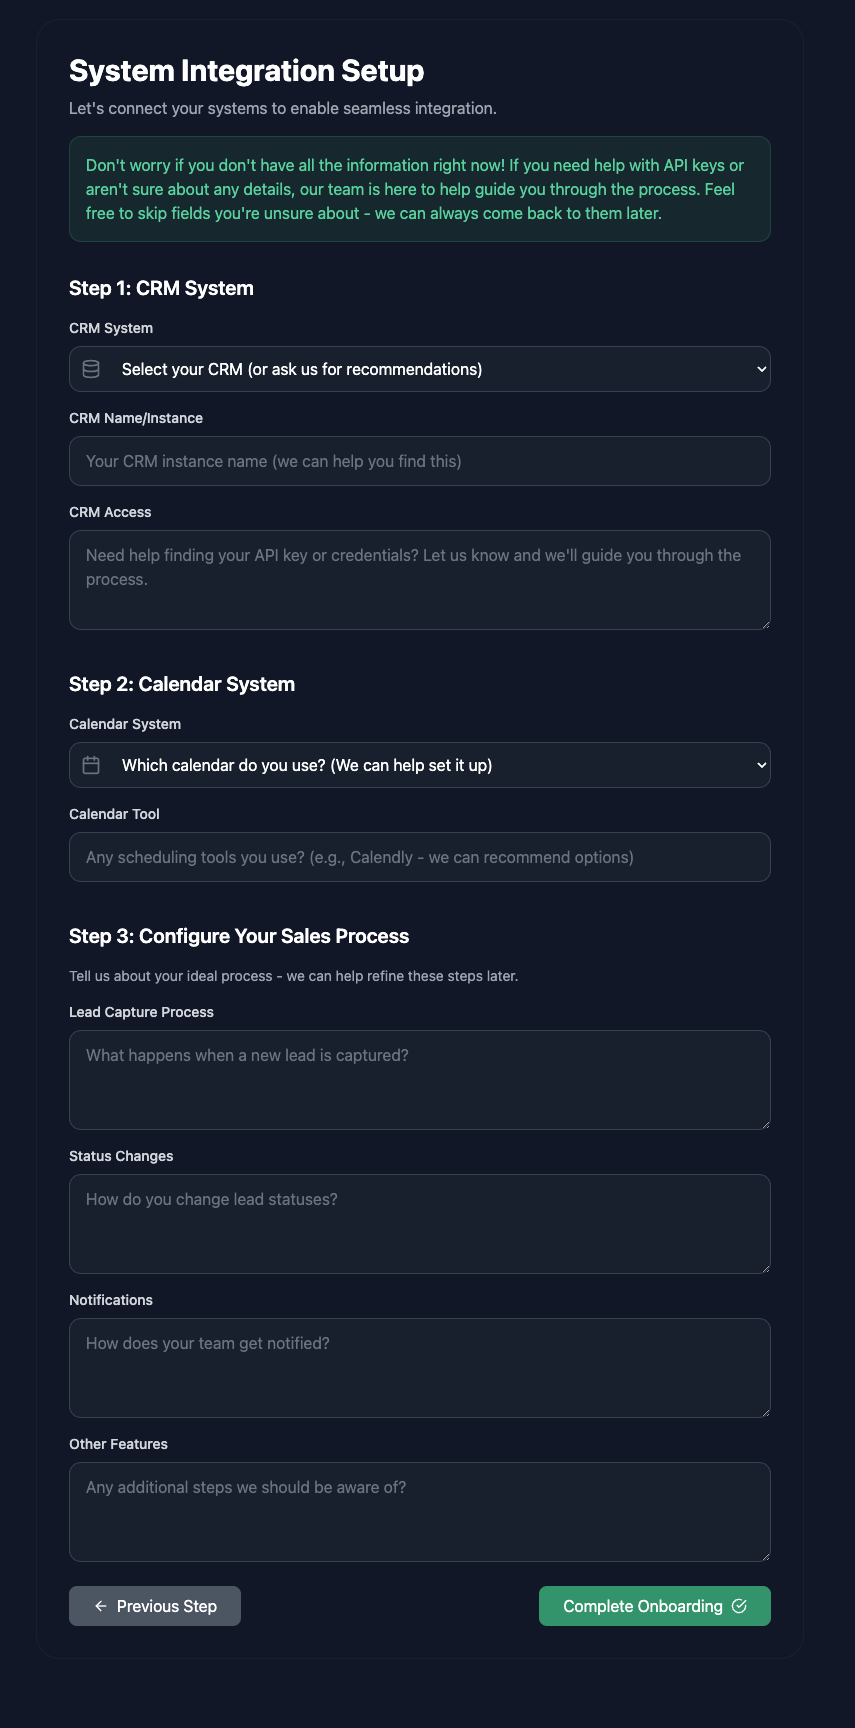 System Integration Setup
Let's connect your systems to enable seamless integration.
Don't worry if you don't have all the information right now! If you need help with API keys or
aren't sure about any details, our team is here to help guide you through the process. Feel
free to skip fields you're unsure about - we can always come back to them later.
Step 1: CRM System
CRM System
Select your CRM (or ask us for recommendations)
CRM Name/Instance
Your CRM instance name (we can help you find this)
CRM Access
Need help finding your API key or credentials? Let us know and we'll guide you through the
process.
Step 2: Calendar System
Calendar System
Which calendar do you use? (We can help set it up)
Calendar Tool
Any scheduling tools you use? (e.g., Calendly - we can recommend options)
Step 3: Configure Your Sales Process
Tell us about your ideal process - we can help refine these steps later.
Lead Capture Process
What happens when a new lead is captured?
Status Changes
How do you change lead statuses?
Notifications
How does your team get notified?
Other Features
Any additional steps we should be aware of?
Previous Step
Complete Onboarding